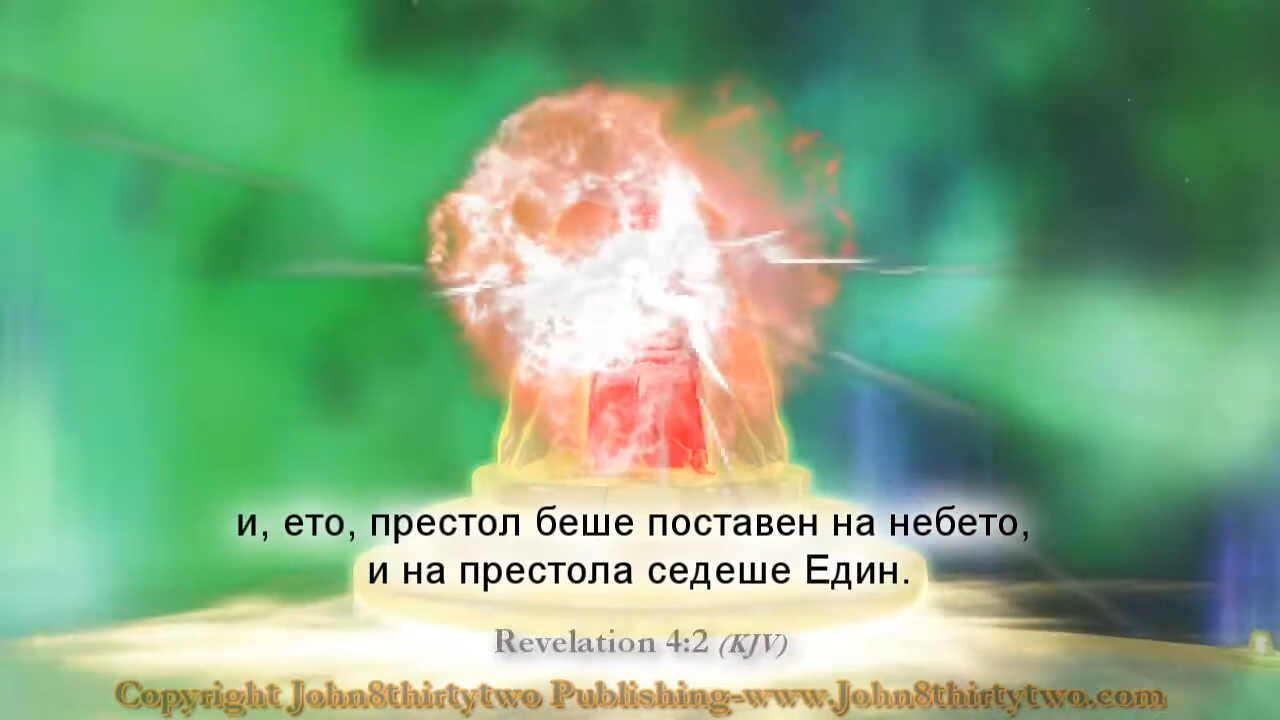 и, ето, престол беше поставен на небето,
и на престола седеше Един.
Revelation 4:2 (KJV)
Copyright John8thirtytwo Publishing-www.John8thirtytwo.com